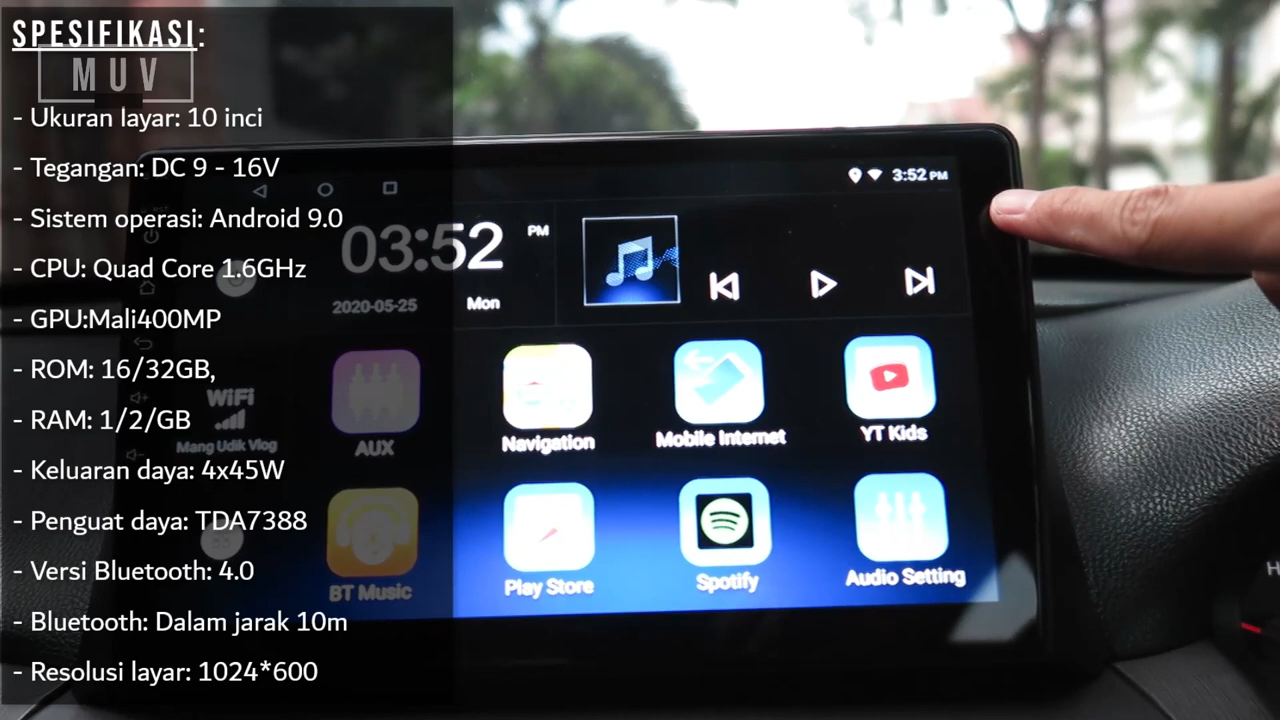 SPESIFIKASI:
MUV
- Ukuran layar: 10 inci
- Tegangan: DC 9 - 16V
- Sistem operasi: Android 9.0
- CPU: Quad Core 1.6GHz
- GPU:Mali400MP
- ROM: 16/32GB,
- RAM: 1/2/GB
- Keluaran daya: 4x45W
- Penguat daya: TDA7388
- Versi Bluetooth: 4.0
- Bluetooth: Dalam jarak 10m
- Resolusi layar: 1024*600
3:52 PM
03:52 PM
2020-05-25 Mon
WiFi
Mang Udik Vlog
AUX
Navigation
Mobile Internet
YT Kids
BT Music
Play Store
Spotify
Audio Setting
H